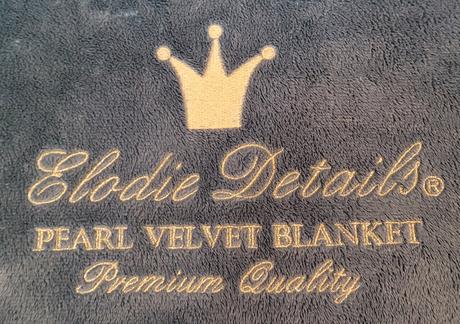 Elodie Details®
PEARL VELVET BLANKET
Premium Quality